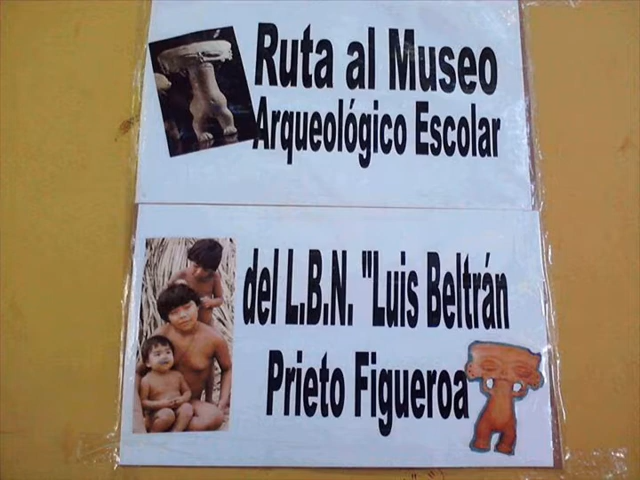 Ruta al Museo
Arqueológico Escolar
del L.B.N. "Luis Beltrán
Prieto Figueroa